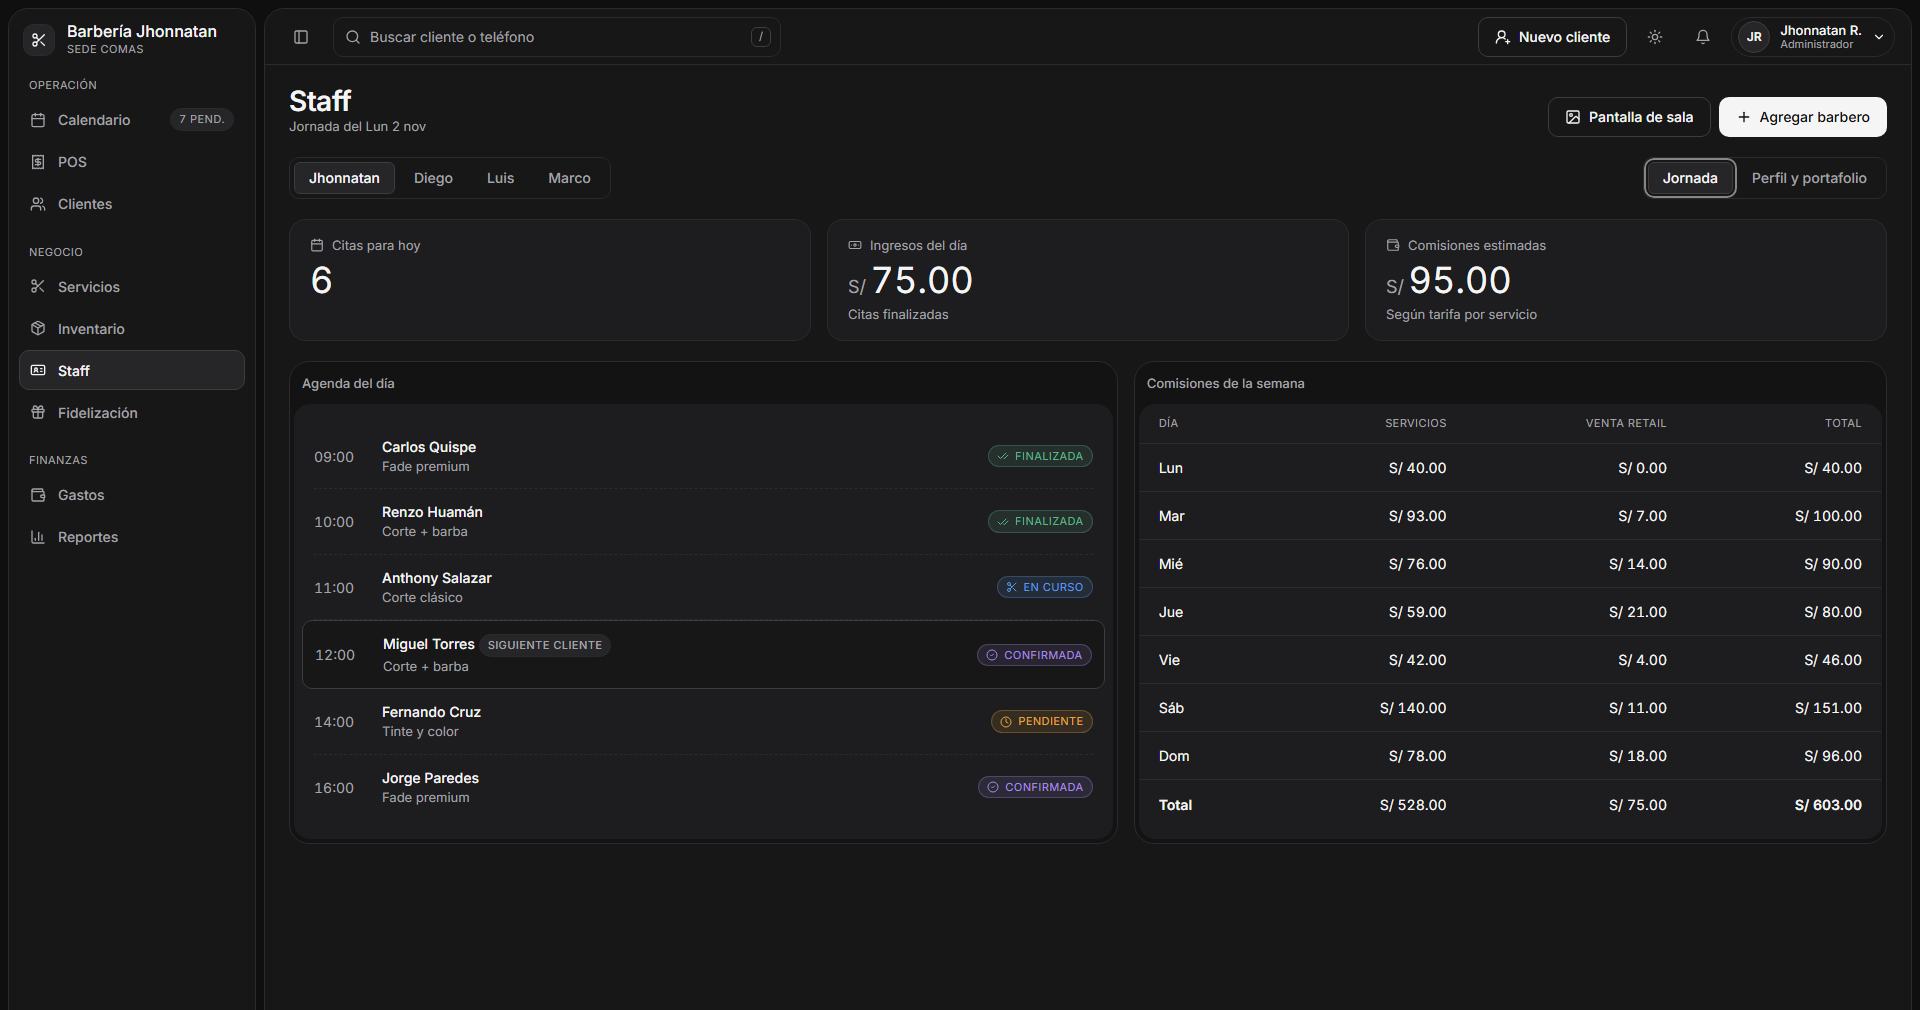 Barbería Jhonnatan
SEDE COMAS
OPERACIÓN
Calendario
7 PEND.
POS
Clientes
NEGOCIO
Servicios
Inventario
Staff
Fidelización
FINANZAS
Gastos
Reportes
Buscar cliente o teléfono
/
Nuevo cliente
JR
Jhonnatan R.
Administrador
Staff
Jornada del Lun 2 nov
Pantalla de sala
Agregar barbero
Jhonnatan Diego Luis Marco
Jornada Perfil y portafolio
Citas para hoy
6
Ingresos del día
S/ 75.00
Citas finalizadas
Comisiones estimadas
S/ 95.00
Según tarifa por servicio
Agenda del día
09:00
Carlos Quispe
Fade premium
FINALIZADA
10:00
Renzo Huamán
Corte + barba
FINALIZADA
11:00
Anthony Salazar
Corte clásico
EN CURSO
12:00
Miguel Torres SIGUIENTE CLIENTE
Corte + barba
CONFIRMADA
14:00
Fernando Cruz
Tinte y color
PENDIENTE
16:00
Jorge Paredes
Fade premium
CONFIRMADA
Comisiones de la semana
DÍA SERVICIOS VENTA RETAIL TOTAL
Lun S/ 40.00 S/ 0.00 S/ 40.00
Mar S/ 93.00 S/ 7.00 S/ 100.00
Mié S/ 76.00 S/ 14.00 S/ 90.00
Jue S/ 59.00 S/ 21.00 S/ 80.00
Vie S/ 42.00 S/ 4.00 S/ 46.00
Sáb S/ 140.00 S/ 11.00 S/ 151.00
Dom S/ 78.00 S/ 18.00 S/ 96.00
Total S/ 528.00 S/ 75.00 S/ 603.00